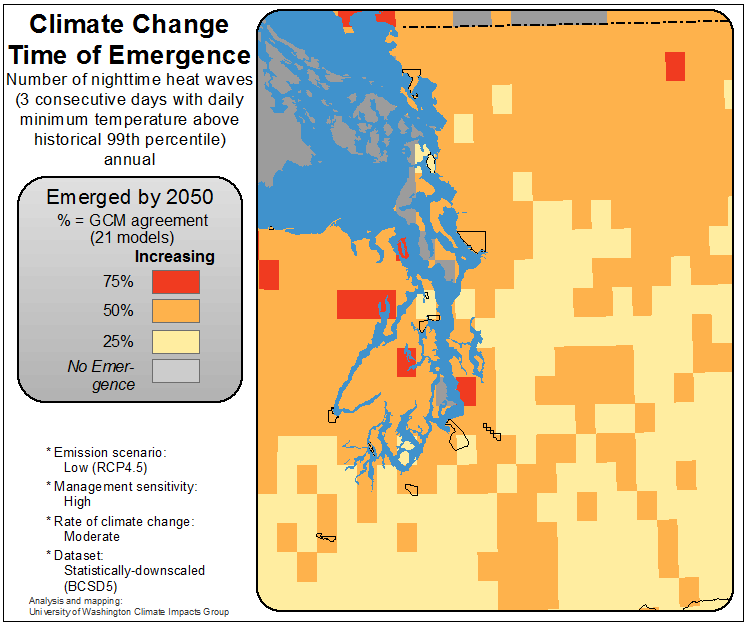 Climate Change
Time of Emergence
Number of nighttime heat waves
(3 consecutive days with daily
minimum temperature above
historical 99th percentile)
annual
Emerged by 2050
% = GCM agreement
(21 models)
Increasing
75%
50%
25%
No Emer-
gence
* Emission scenario:
Low (RCP4.5)
* Management sensitivity:
High
* Rate of climate change:
Moderate
* Dataset:
Statistically-downscaled
(BCSD5)
Analysis and mapping:
University of Washington Climate Impacts Group